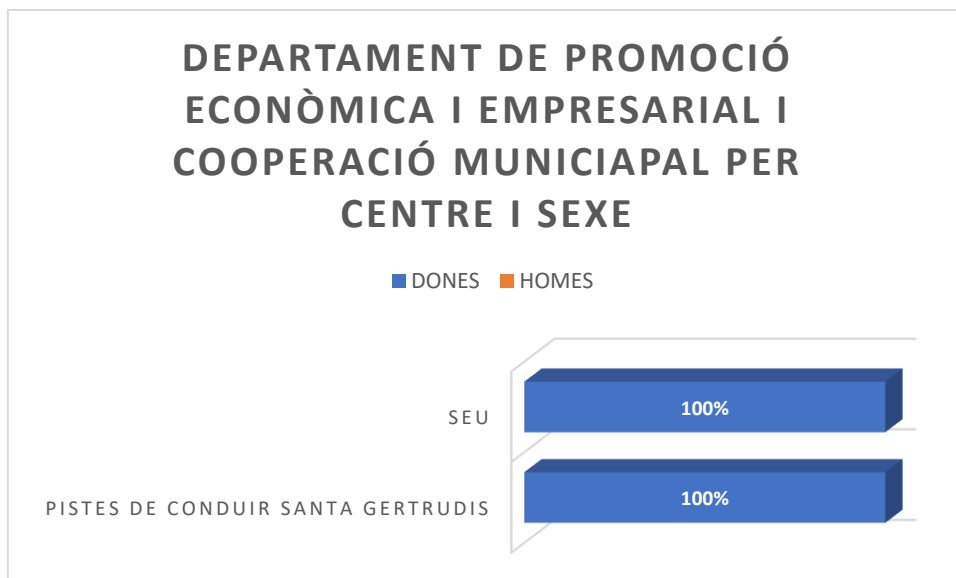 DEPARTAMENT DE PROMOCIÓ
ECONÒMICA I EMPRESARIAL I
COOPERACIÓ MUNICIAPAL PER
CENTRE I SEXE
DONES HOMES
SEU 100%
PISTES DE CONDUIR SANTA GERTRUDIS 100%